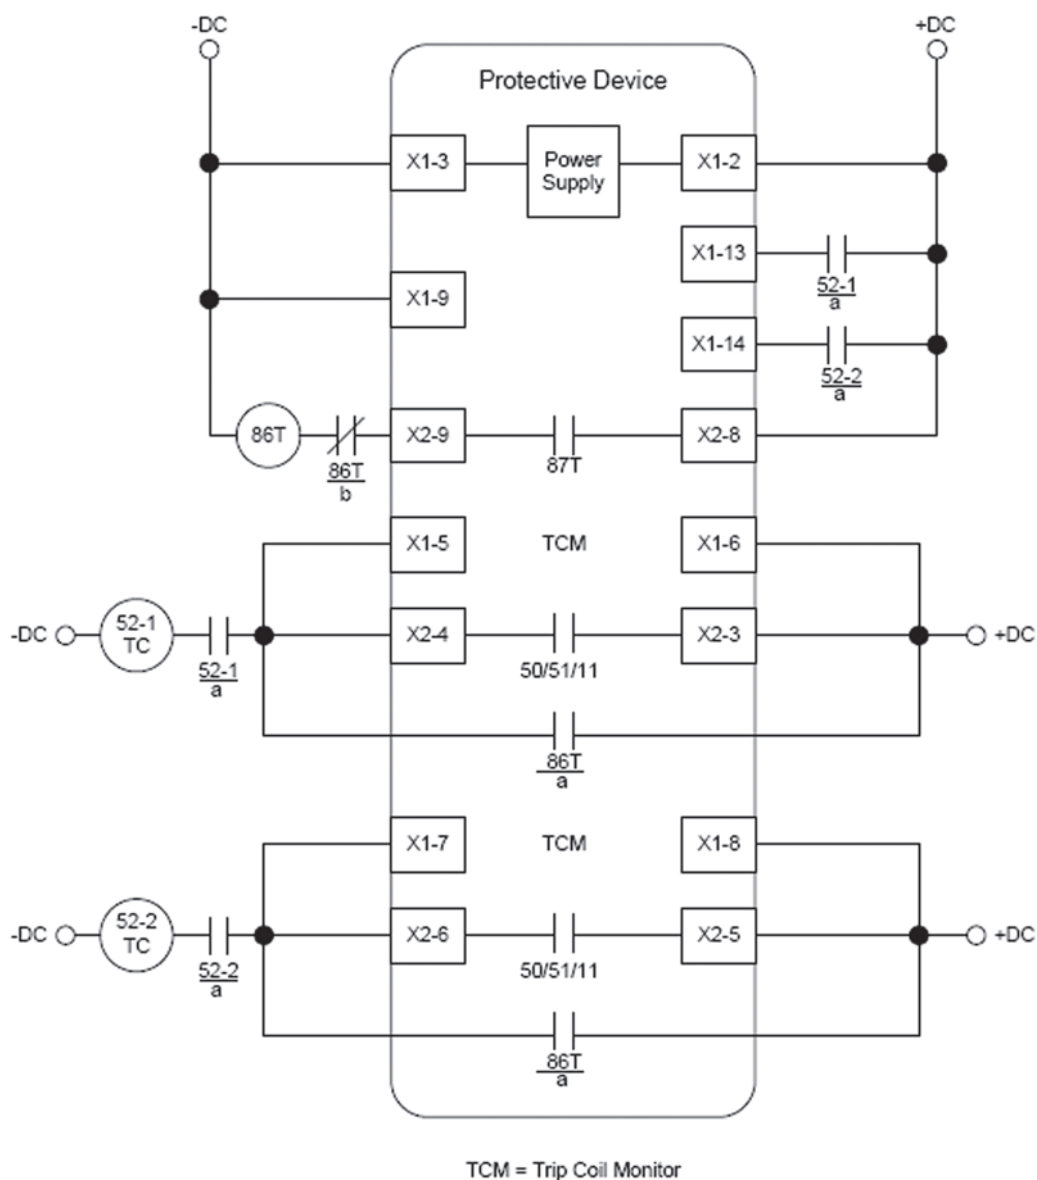 -DC
+DC
Protective Device
X1-3
Power
Supply
X1-2
X1-13
52-1
a
X1-9
X1-14
52-2
a
86T
86T
b
X2-9
87T
X2-8
X1-5
TCM
X1-6
-DC
52-1
TC
52-1
a
X2-4
50/51/11
X2-3
+DC
86T
a
X1-7
TCM
X1-8
-DC
52-2
TC
52-2
a
X2-6
50/51/11
X2-5
+DC
86T
a
TCM = Trip Coil Monitor